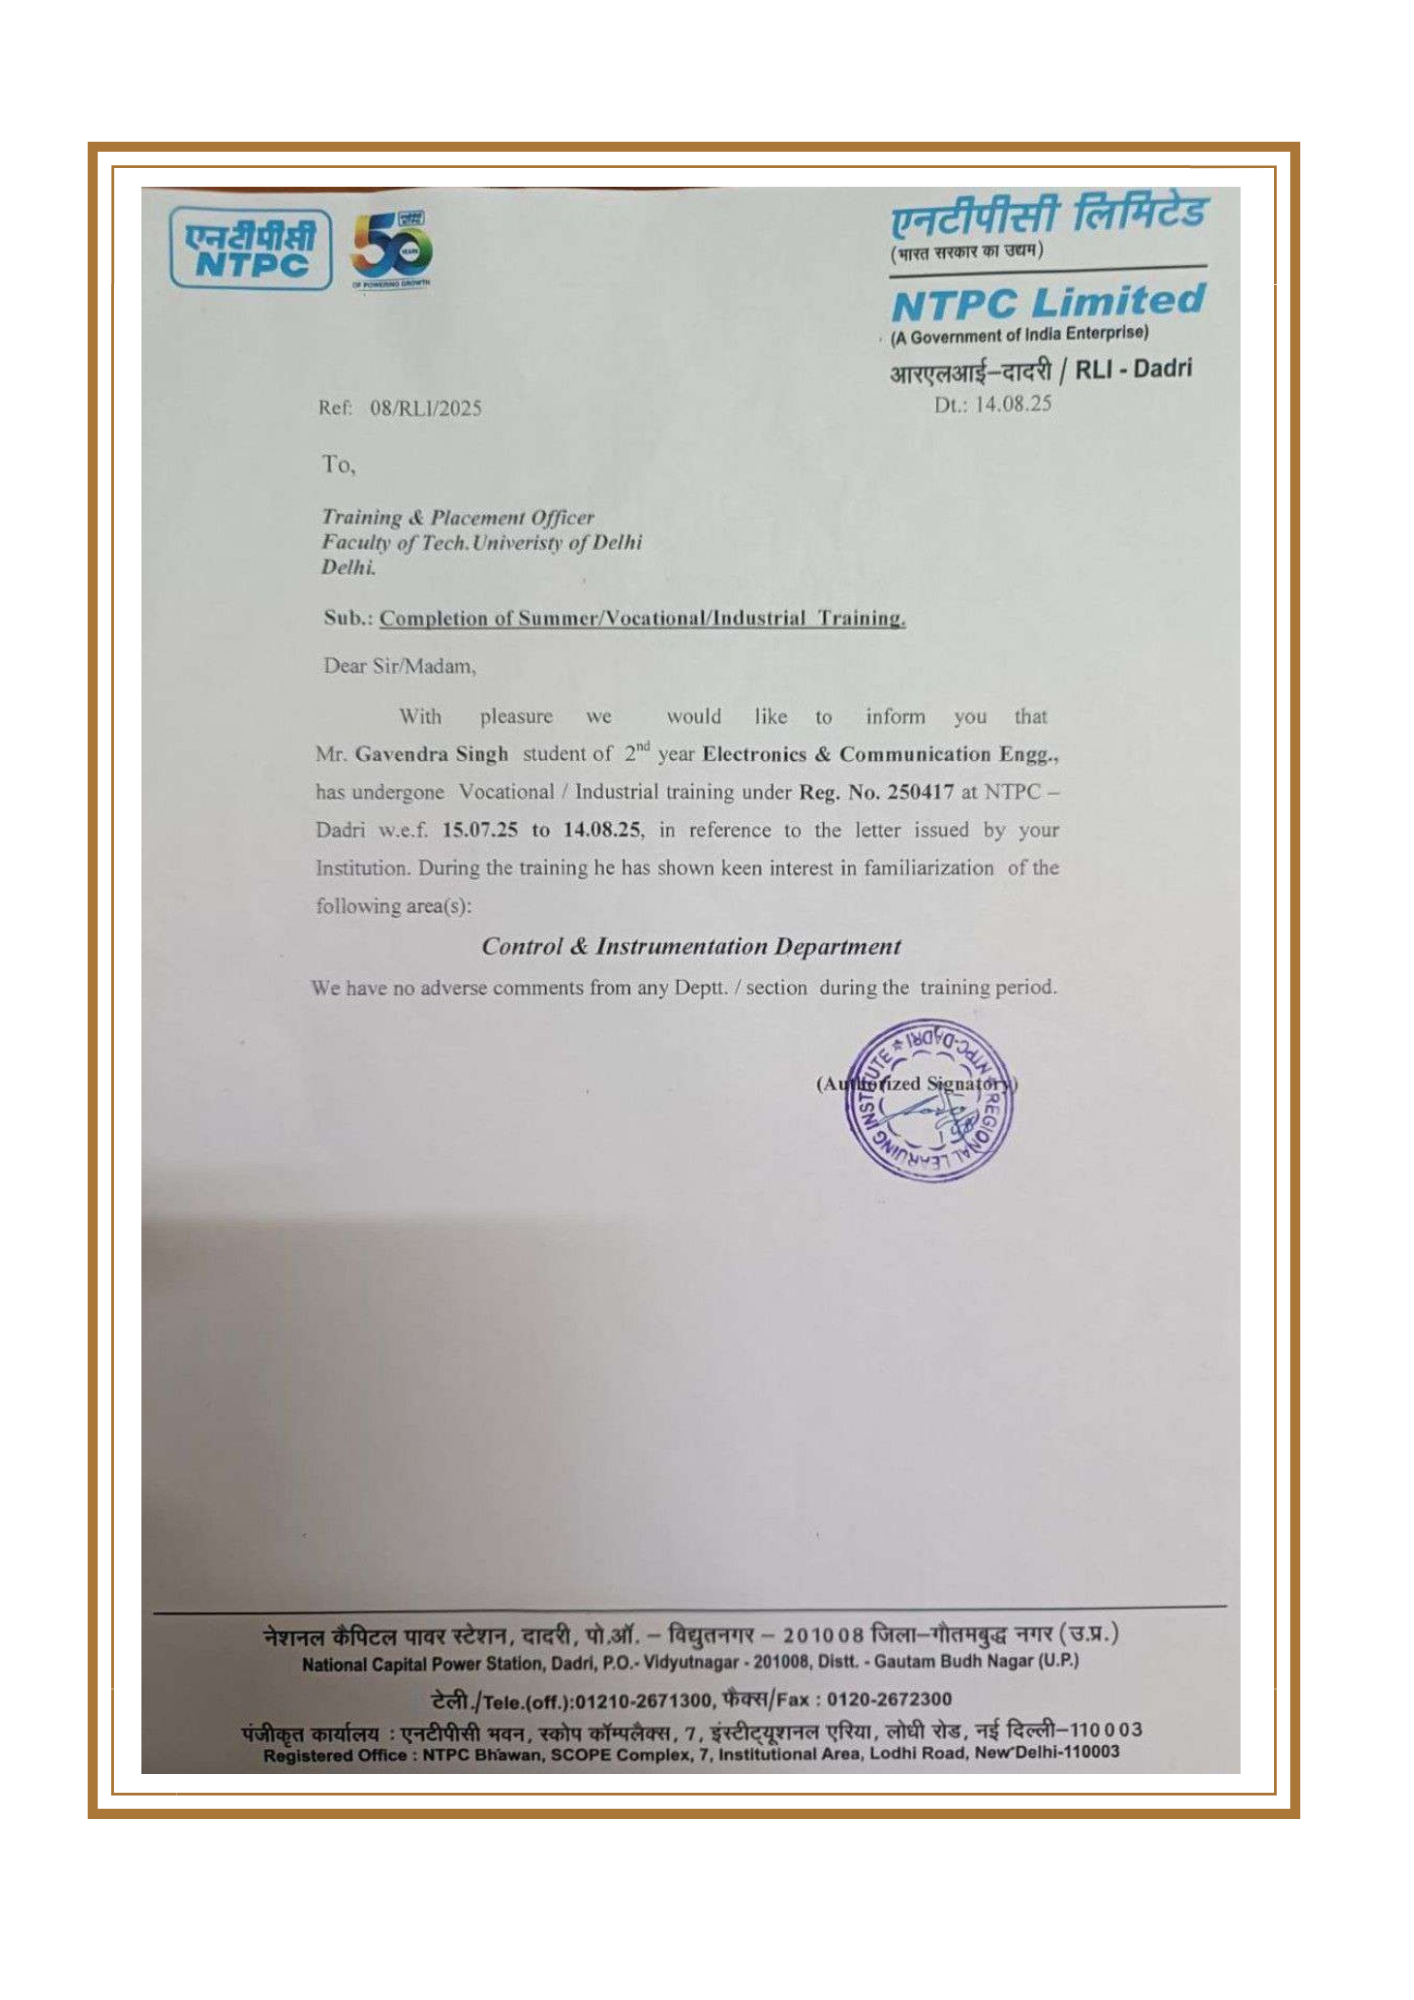 एनटीपीसी
NTPC
50
YEARS
OF POWERING GROWTH
एनटीपीसी लिमिटेड
(भारत सरकार का उद्यम)
NTPC Limited
(A Government of India Enterprise)
आरएलआई–दादरी / RLI - Dadri
Ref: 08/RLI/2025
Dt.: 14.08.25
To,
Training & Placement Officer
Faculty of Tech. Univeristy of Delhi
Delhi.
Sub.: Completion of Summer/Vocational/Industrial Training.
Dear Sir/Madam,
With pleasure we would like to inform you that
Mr. Gavendra Singh student of 2nd year Electronics & Communication Engg.,
has undergone Vocational / Industrial training under Reg. No. 250417 at NTPC –
Dadri w.e.f. 15.07.25 to 14.08.25, in reference to the letter issued by your
Institution. During the training he has shown keen interest in familiarization of the
following area(s):
Control & Instrumentation Department
We have no adverse comments from any Deptt. / section during the training period.
(Authorized Signatory)
REGIONAL LEARNING INSTITUTE * NTPC-DADRI *
नेशनल कैपिटल पावर स्टेशन, दादरी, पो.ऑ. – विद्युतनगर – 201008 जिला–गौतमबुद्ध नगर (उ.प्र.)
National Capital Power Station, Dadri, P.O.- Vidyutnagar - 201008, Distt. - Gautam Budh Nagar (U.P.)
टेली./Tele.(off.):01210-2671300, फैक्स/Fax : 0120-2672300
पंजीकृत कार्यालय : एनटीपीसी भवन, स्कोप कॉम्पलैक्स, 7, इंस्टीट्यूशनल एरिया, लोधी रोड, नई दिल्ली–110 0 03
Registered Office : NTPC Bhawan, SCOPE Complex, 7, Institutional Area, Lodhi Road, New Delhi-110003